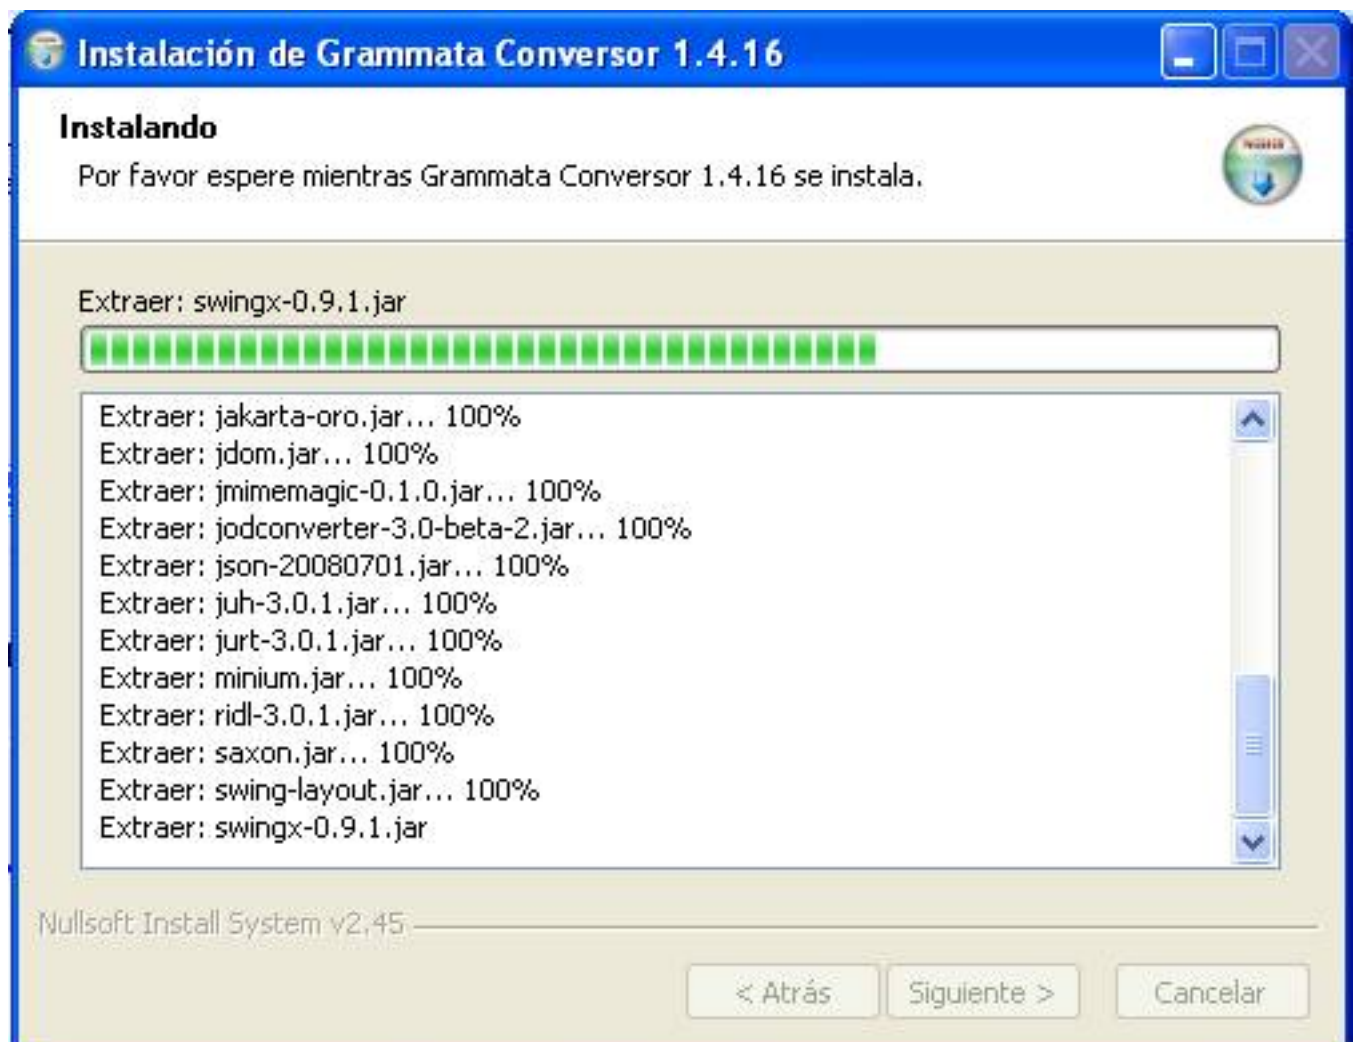 Instalación de Grammata Conversor 1.4.16
Instalando
Por favor espere mientras Grammata Conversor 1.4.16 se instala.
Extraer: swingx-0.9.1.jar
Extraer: jakarta-oro.jar... 100%
Extraer: jdom.jar... 100%
Extraer: jmimemagic-0.1.0.jar... 100%
Extraer: jodconverter-3.0-beta-2.jar... 100%
Extraer: json-20080701.jar... 100%
Extraer: juh-3.0.1.jar... 100%
Extraer: jurt-3.0.1.jar... 100%
Extraer: minium.jar... 100%
Extraer: ridl-3.0.1.jar... 100%
Extraer: saxon.jar... 100%
Extraer: swing-layout.jar... 100%
Extraer: swingx-0.9.1.jar
Nullsoft Install System v2.45
< Atrás
Siguiente >
Cancelar